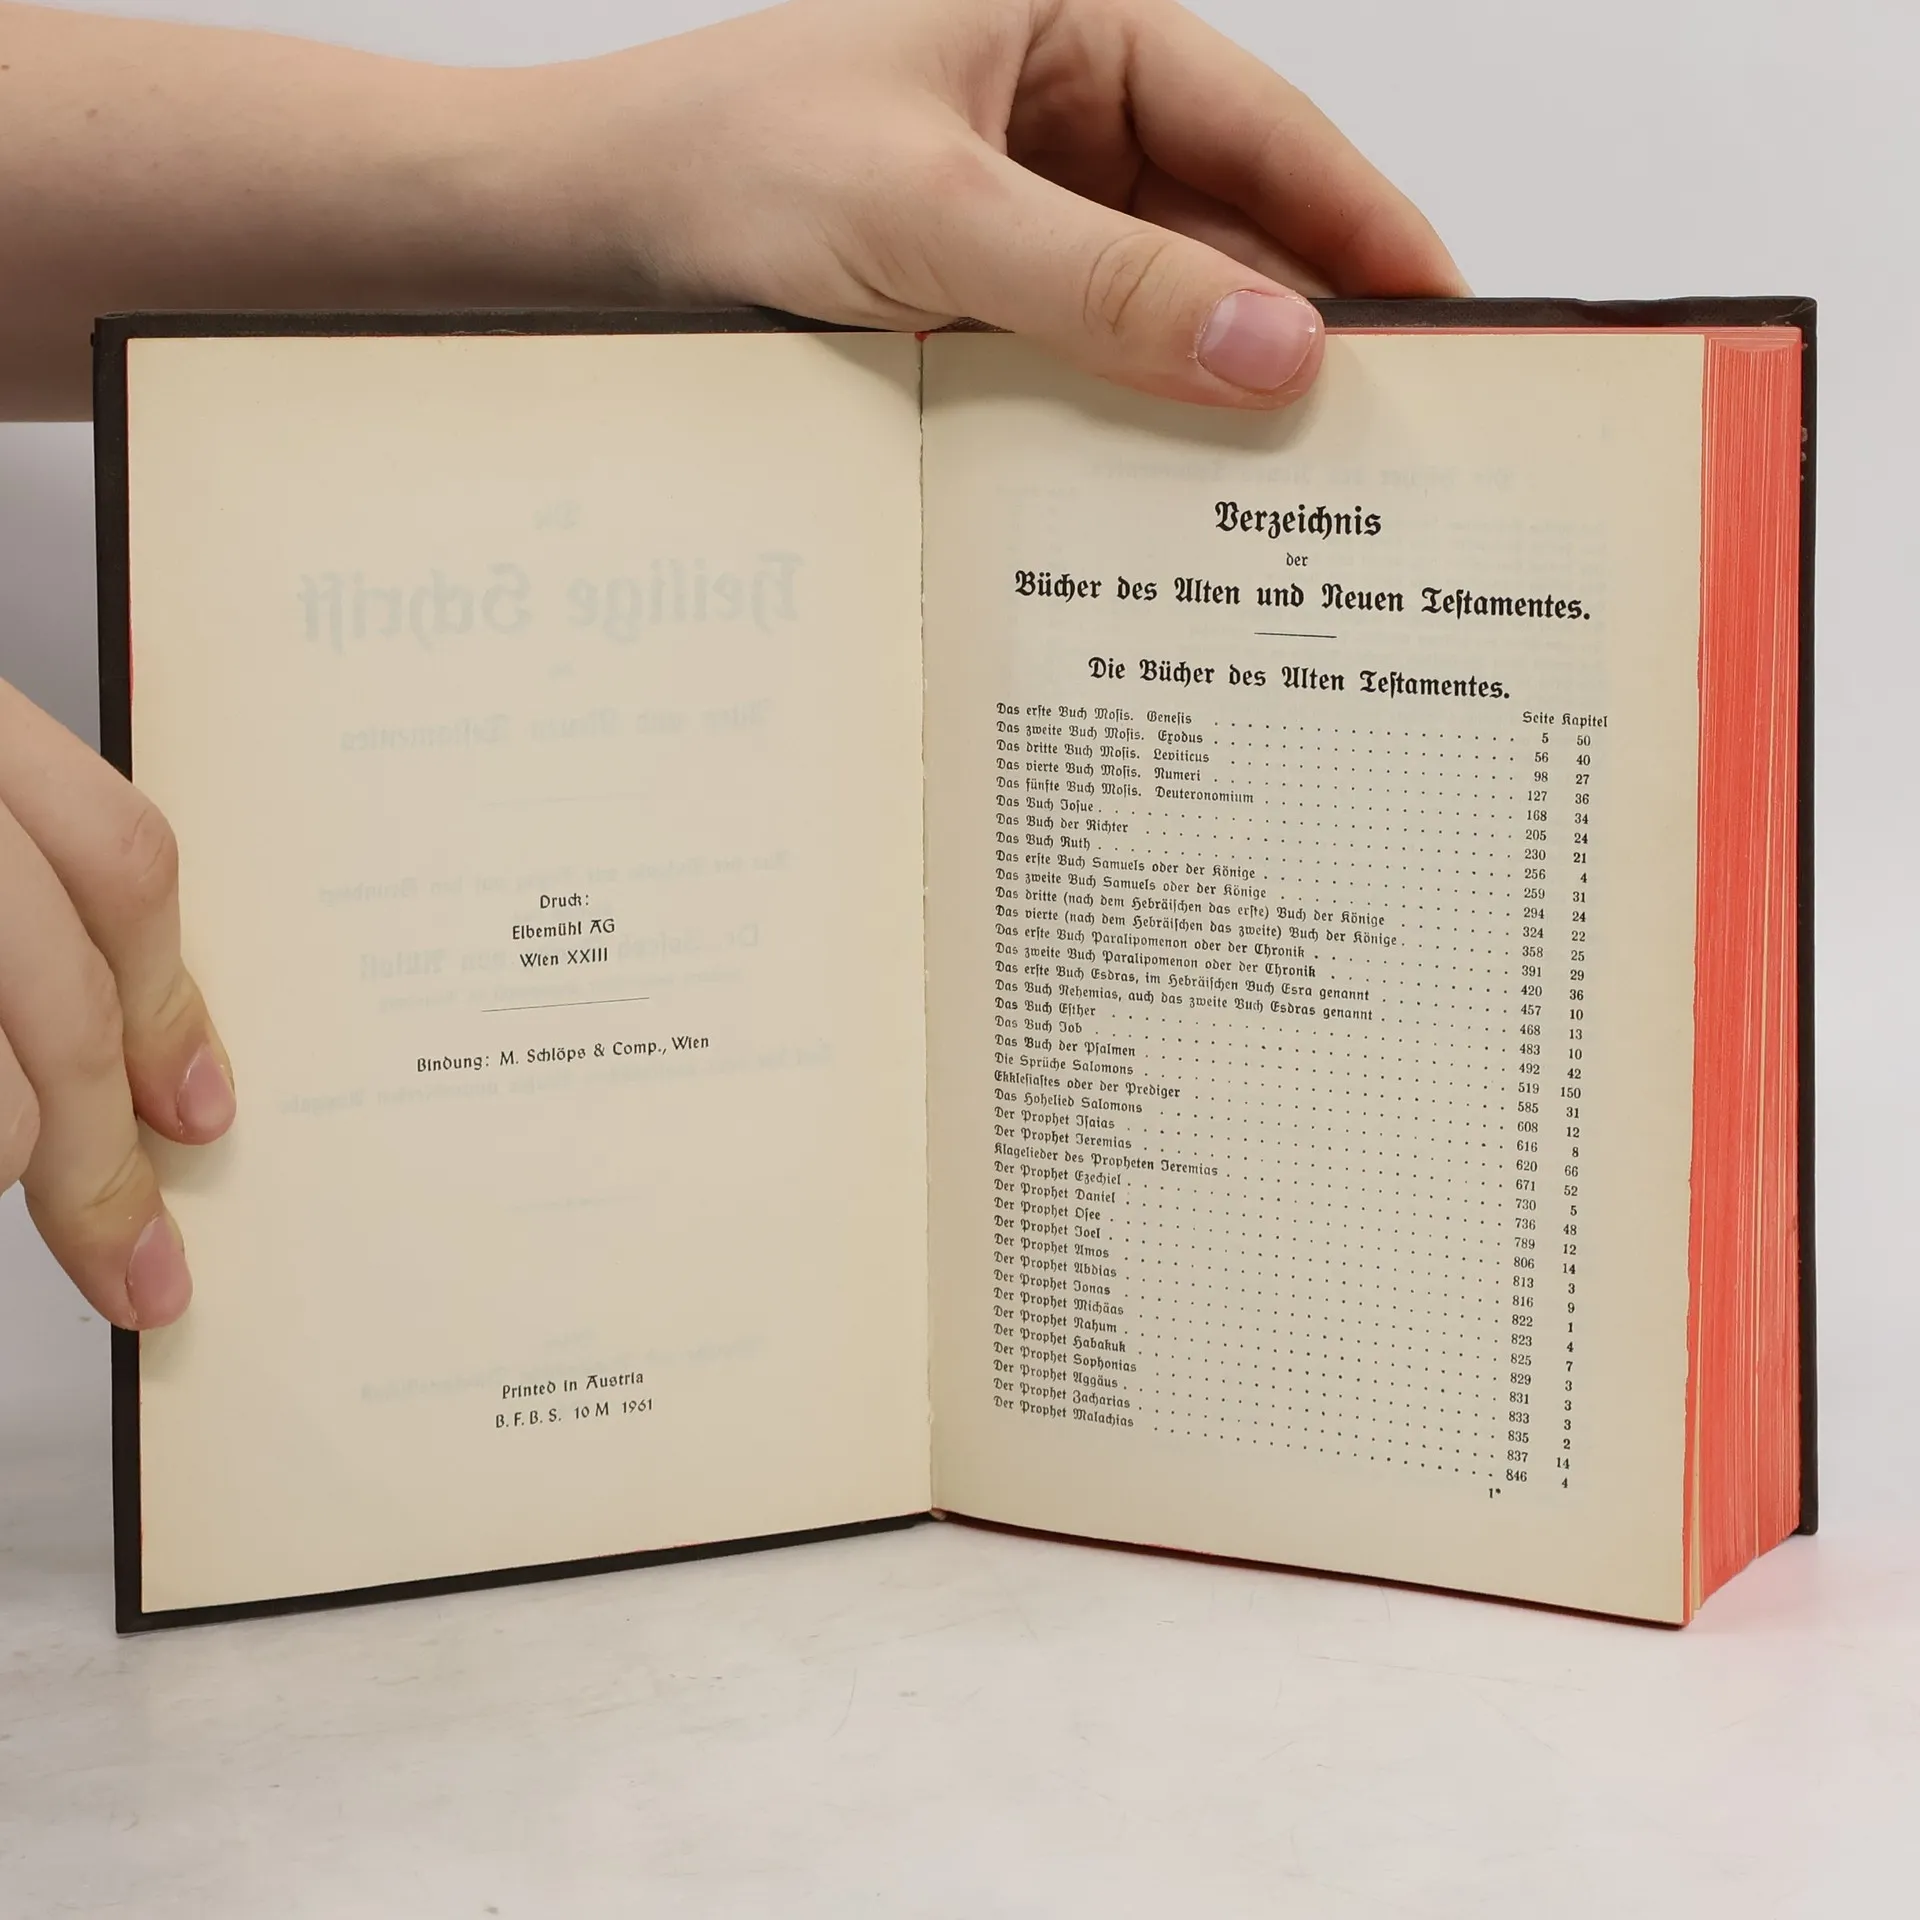 Druck:
Elbemühl AG
Wien XXIII
Bindung: M. Schlöps & Comp., Wien
Printed in Austria
B.F.B.S. 10 M 1961
Verzeichnis
der
Bücher des Alten und Neuen Testamentes.
Die Bücher des Alten Testamentes.
Seite Kapitel
Das erste Buch Mosis. Genesis . . . 5 50
Das zweite Buch Mosis. Exodus . . . 56 40
Das dritte Buch Mosis. Leviticus . . . 98 27
Das vierte Buch Mosis. Numeri . . . 127 36
Das fünfte Buch Mosis. Deuteronomium . . . 168 34
Das Buch Josue . . . 205 24
Das Buch der Richter . . . 230 21
Das Buch Ruth . . . 256 4
Das erste Buch Samuels oder der Könige . . . 259 31
Das zweite Buch Samuels oder der Könige . . . 294 24
Das dritte (nach dem Hebräischen das erste) Buch der Könige . . . 324 22
Das vierte (nach dem Hebräischen das zweite) Buch der Könige . . . 358 25
Das erste Buch Paralipomenon oder der Chronik . . . 391 29
Das zweite Buch Paralipomenon oder der Chronik . . . 420 36
Das erste Buch Esdras, im Hebräischen Buch Esra genannt . . . 457 10
Das Buch Nehemias, auch das zweite Buch Esdras genannt . . . 468 13
Das Buch Esther . . . 483 10
Das Buch Job . . . 492 42
Das Buch der Psalmen . . . 519 150
Die Sprüche Salomons . . . 585 31
Ekklesiastes oder der Prediger . . . 608 12
Das Hohelied Salomons . . . 616 8
Der Prophet Isaias . . . 620 66
Der Prophet Jeremias . . . 671 52
Klagelieder des Propheten Jeremias . . . 730 5
Der Prophet Ezechiel . . . 736 48
Der Prophet Daniel . . . 789 12
Der Prophet Osee . . . 806 14
Der Prophet Joel . . . 813 3
Der Prophet Amos . . . 816 9
Der Prophet Abdias . . . 822 1
Der Prophet Jonas . . . 823 4
Der Prophet Michäas . . . 825 7
Der Prophet Nahum . . . 829 3
Der Prophet Habakuk . . . 831 3
Der Prophet Sophonias . . . 833 3
Der Prophet Aggäus . . . 835 2
Der Prophet Zacharias . . . 837 14
Der Prophet Malachias . . . 846 4
1*